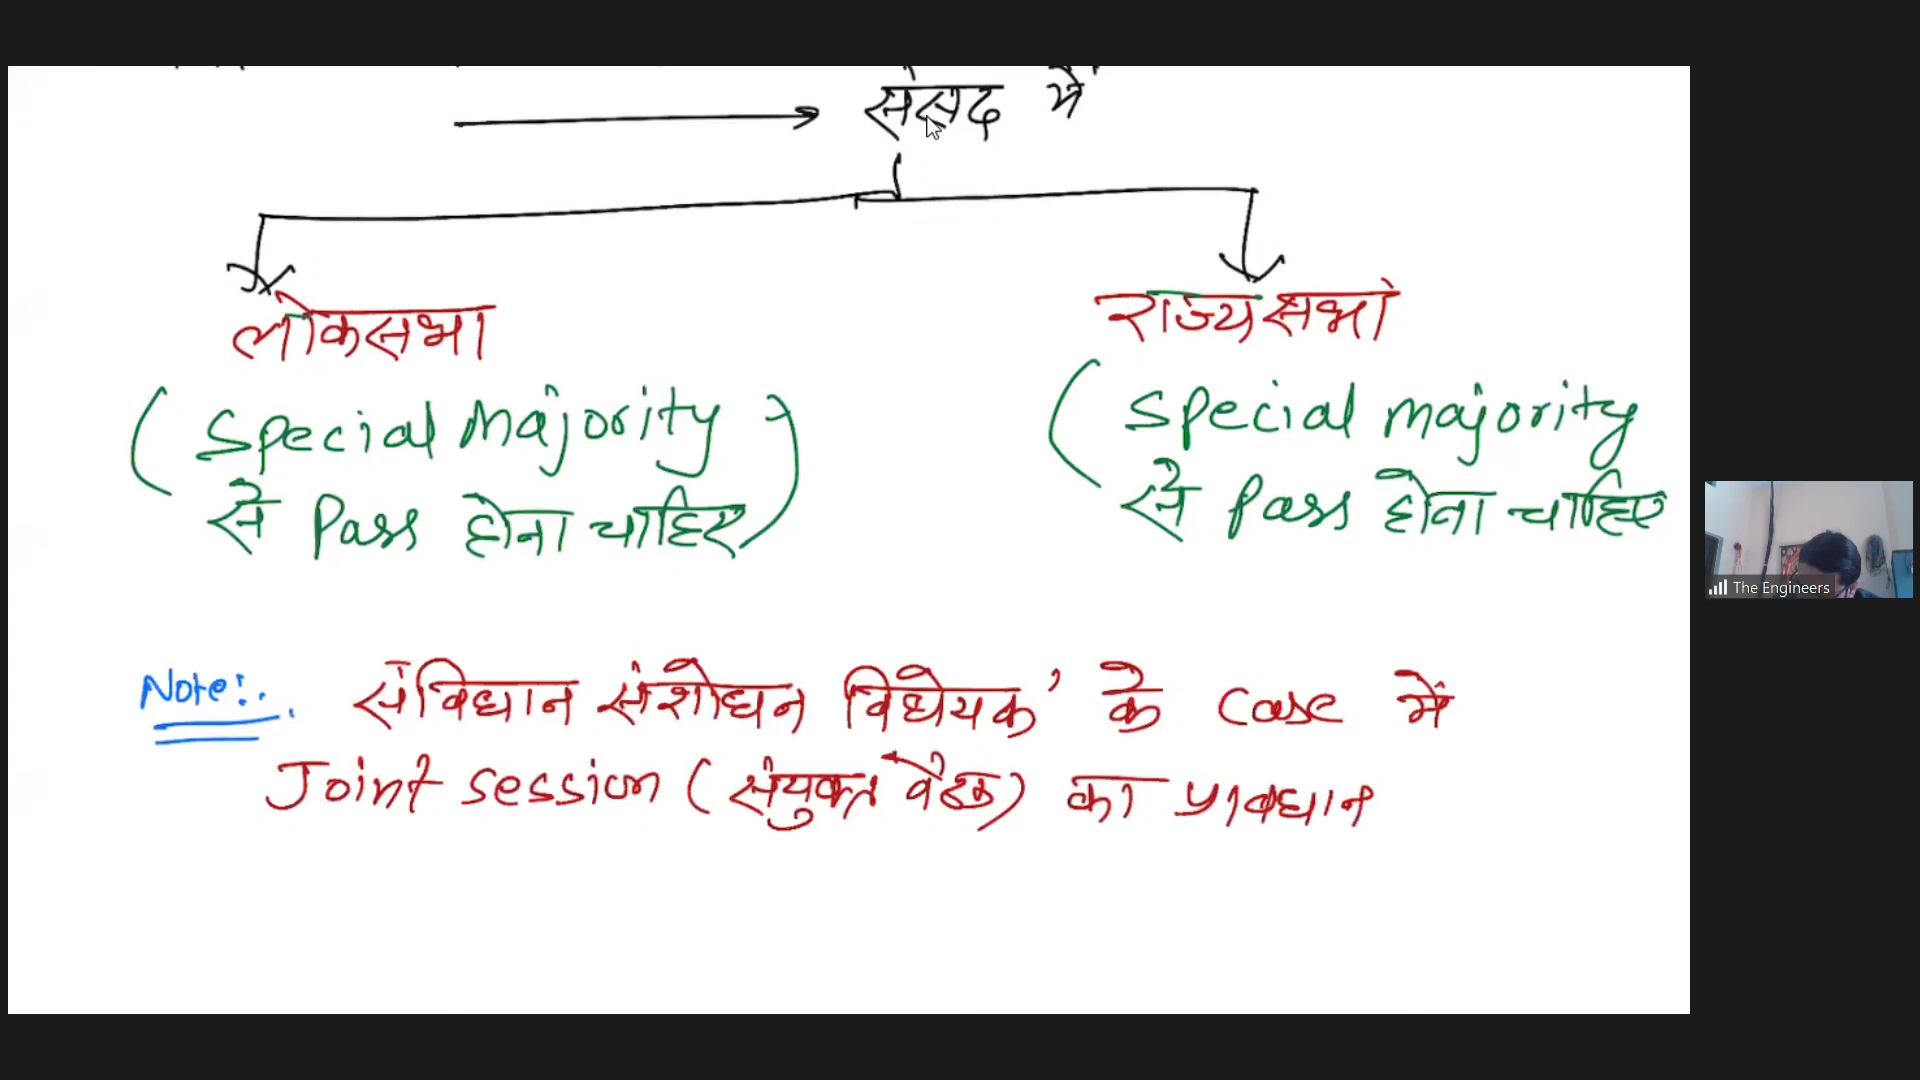 संसद में
लोकसभा
(Special Majority
से Pass होना चाहिए)
राज्यसभा
(Special majority
से Pass होना चाहिए
Note:- संविधान संशोधन विधेयक' के Case में
Joint session (संयुक्त बैठक) का प्रावधान
The Engineers